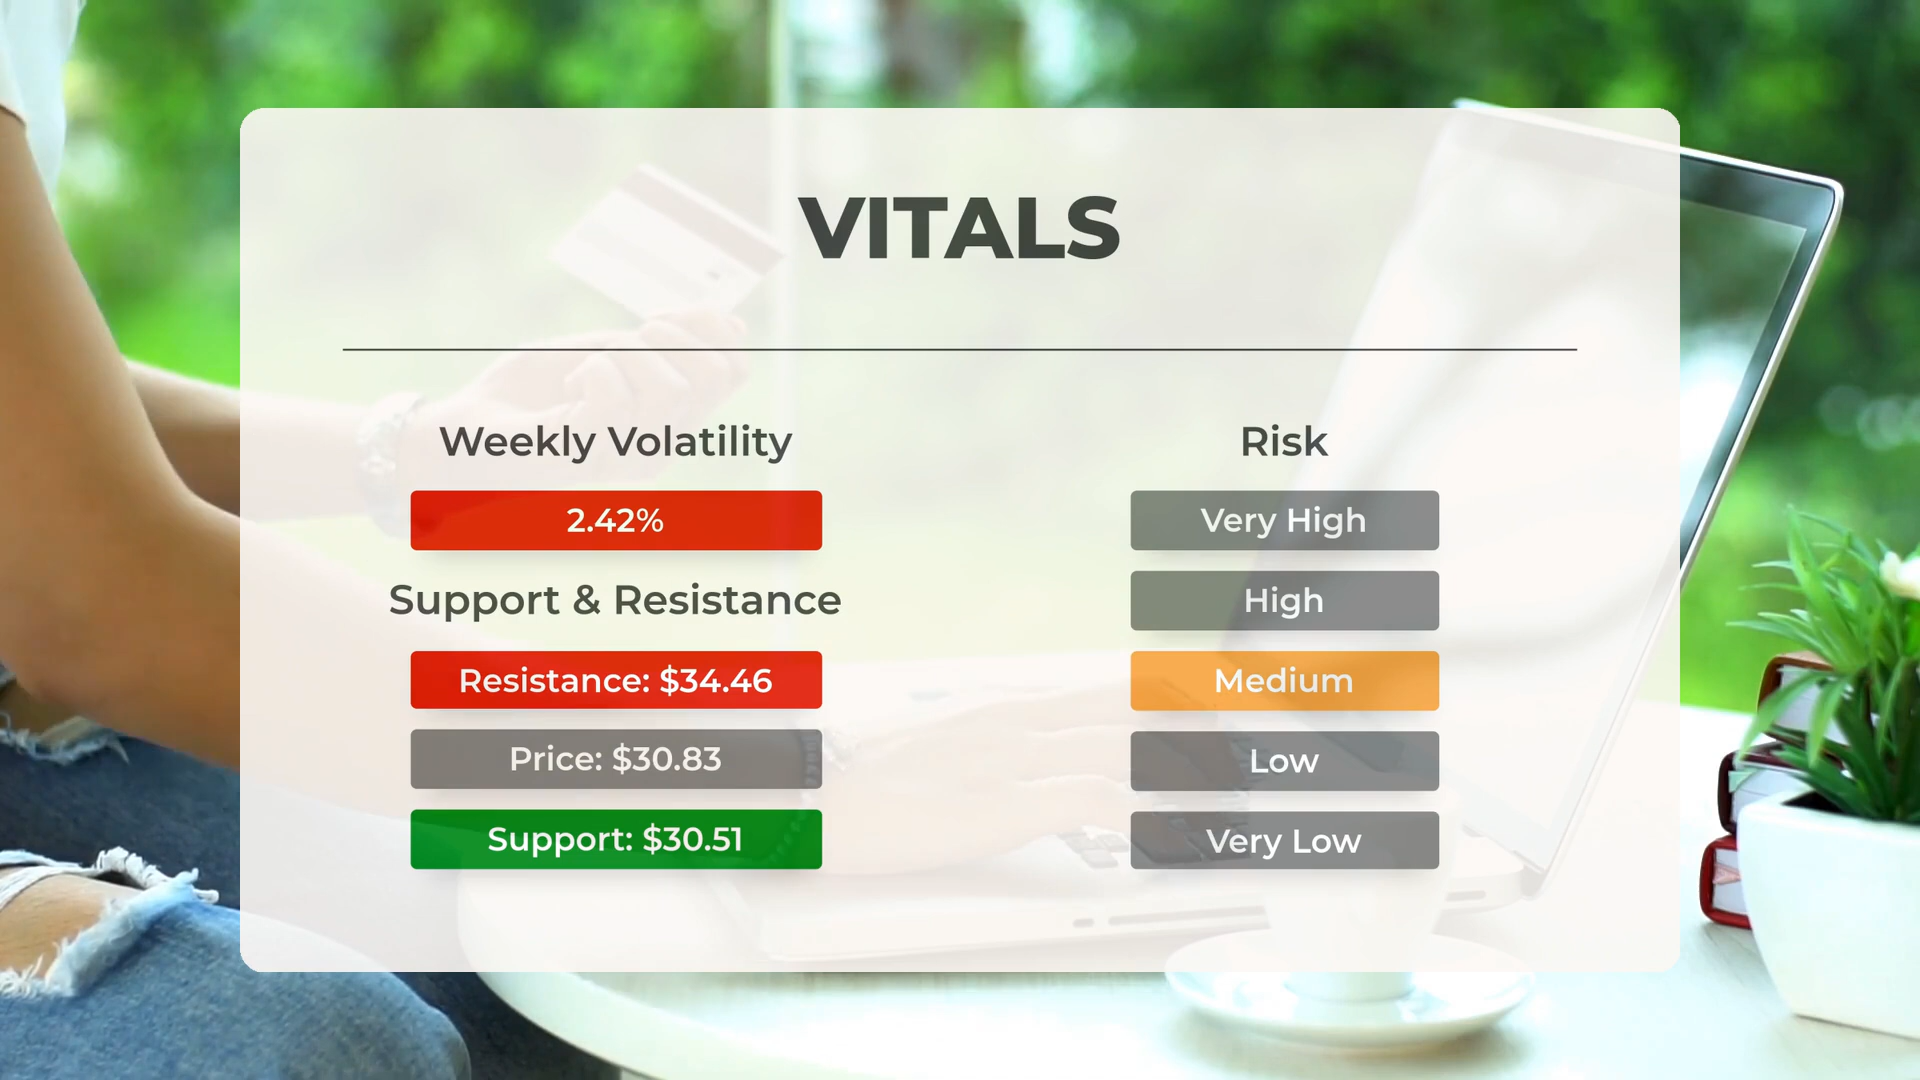 VITALS
Weekly Volatility
2.42%
Support & Resistance
Resistance: $34.46
Price: $30.83
Support: $30.51
Risk
Very High
High
Medium
Low
Very Low